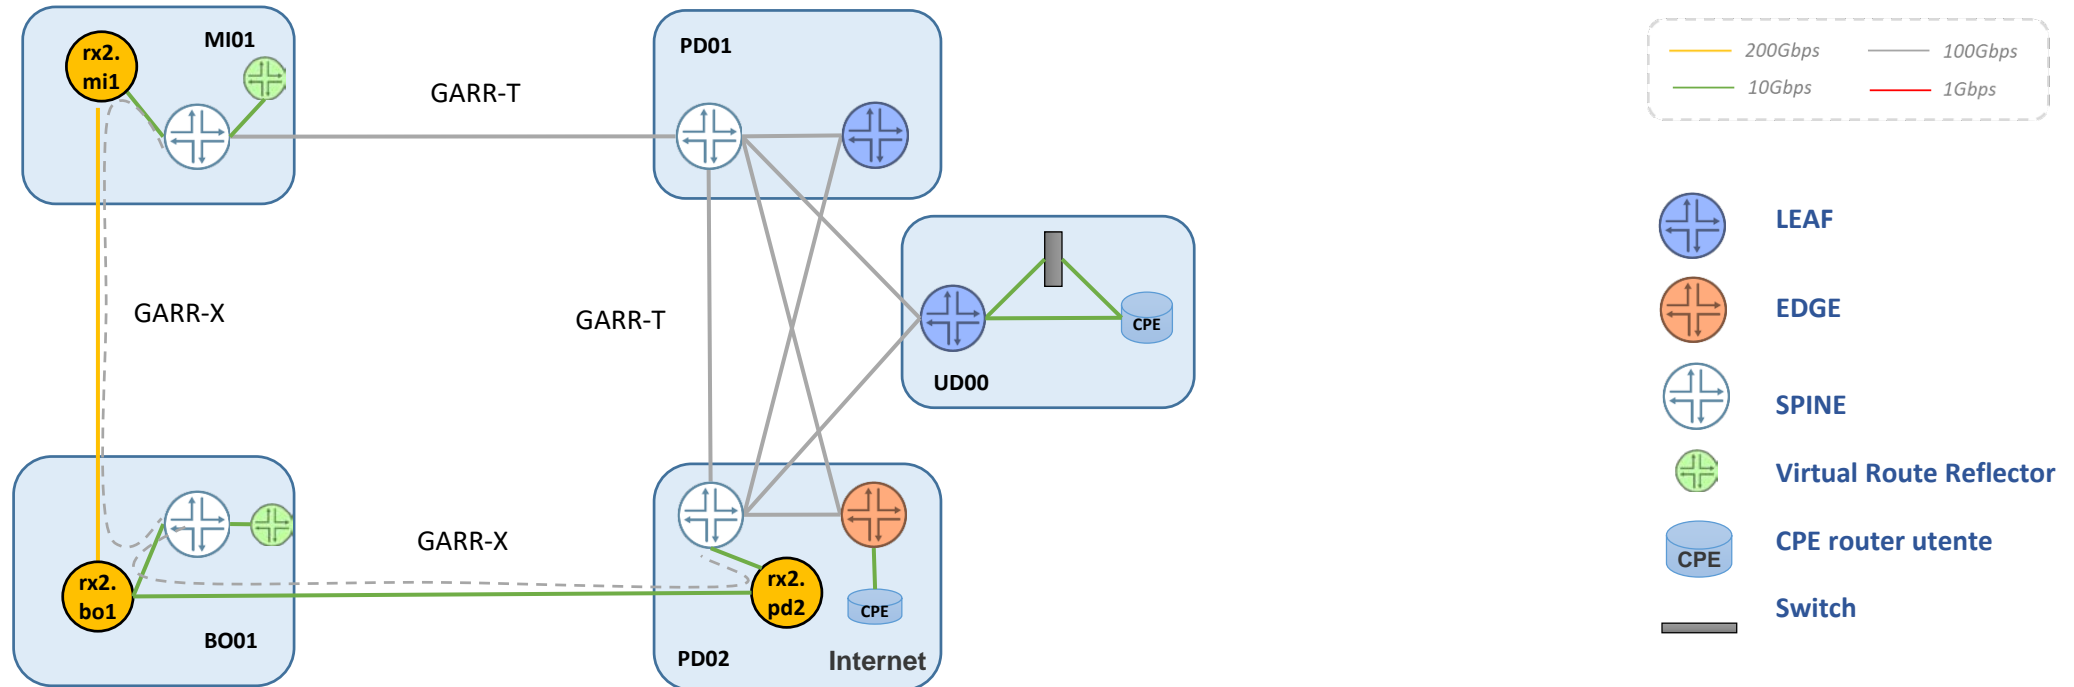 rx2.
mi1
MI01
GARR-T
PD01
200Gbps
100Gbps
10Gbps
1Gbps
LEAF
GARR-X
GARR-T
CPE
UD00
EDGE
SPINE
Virtual Route Reflector
GARR-X
rx2.
bo1
BO01
rx2.
pd2
CPE
PD02
Internet
CPE
CPE router utente
Switch